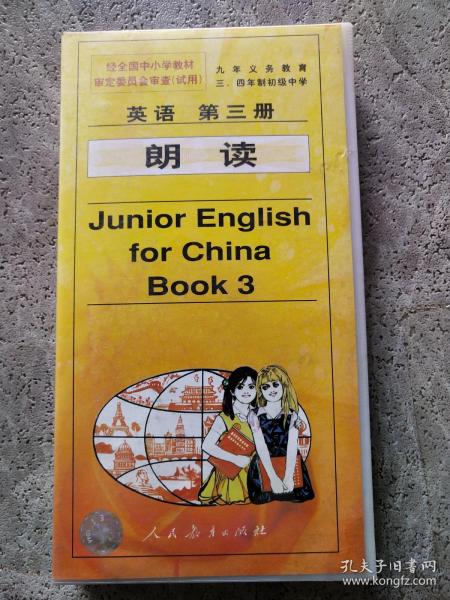 经全国中小学教材
审定委员会审查(试用)
九年义务教育
三、四年制初级中学
英语 第三册
朗读
Junior English
for China
Book 3
人民教育出版社
孔夫子旧书网
www.kongfz.com